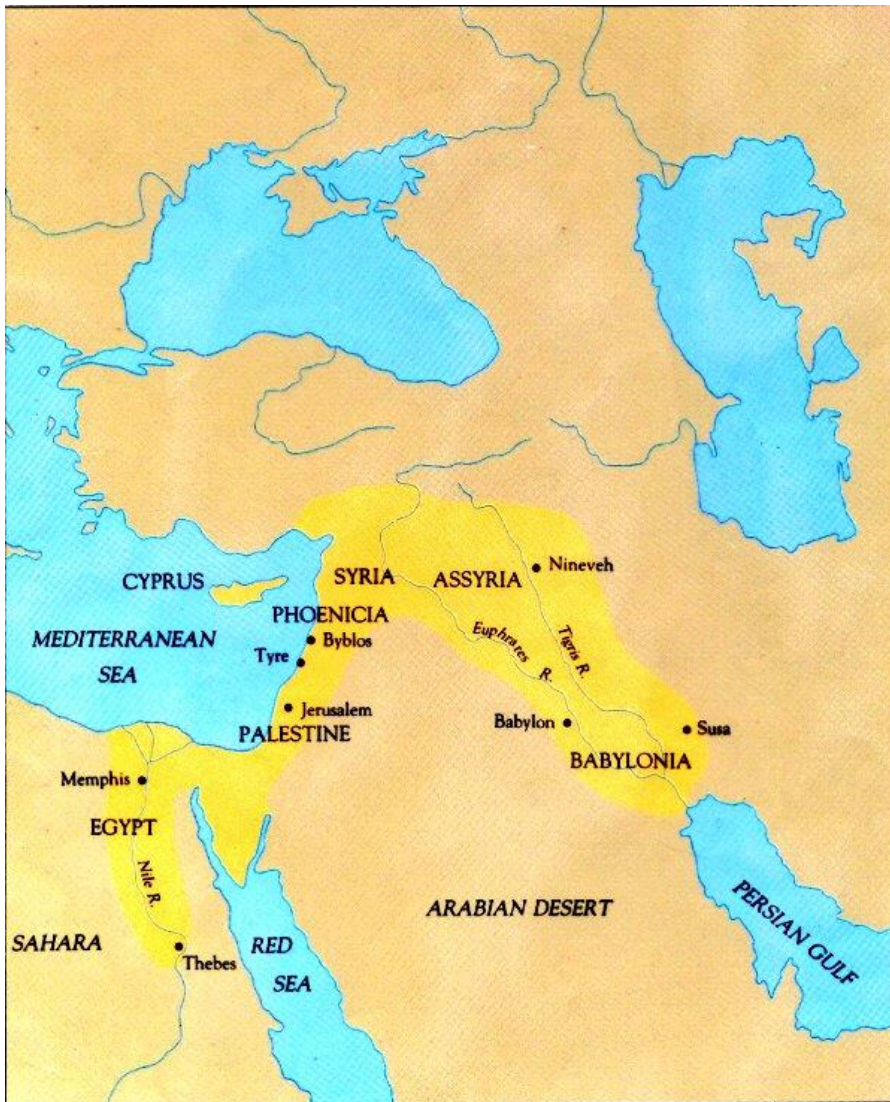 CYPRUS
SYRIA
ASSYRIA
Nineveh
PHOENICIA
MEDITERRANEAN
SEA
Byblos
Tyre
Euphrates R.
Tigris R.
Jerusalem
PALESTINE
Babylon
Susa
BABYLONIA
Memphis
EGYPT
Nile R.
ARABIAN DESERT
PERSIAN GULF
SAHARA
Thebes
RED
SEA